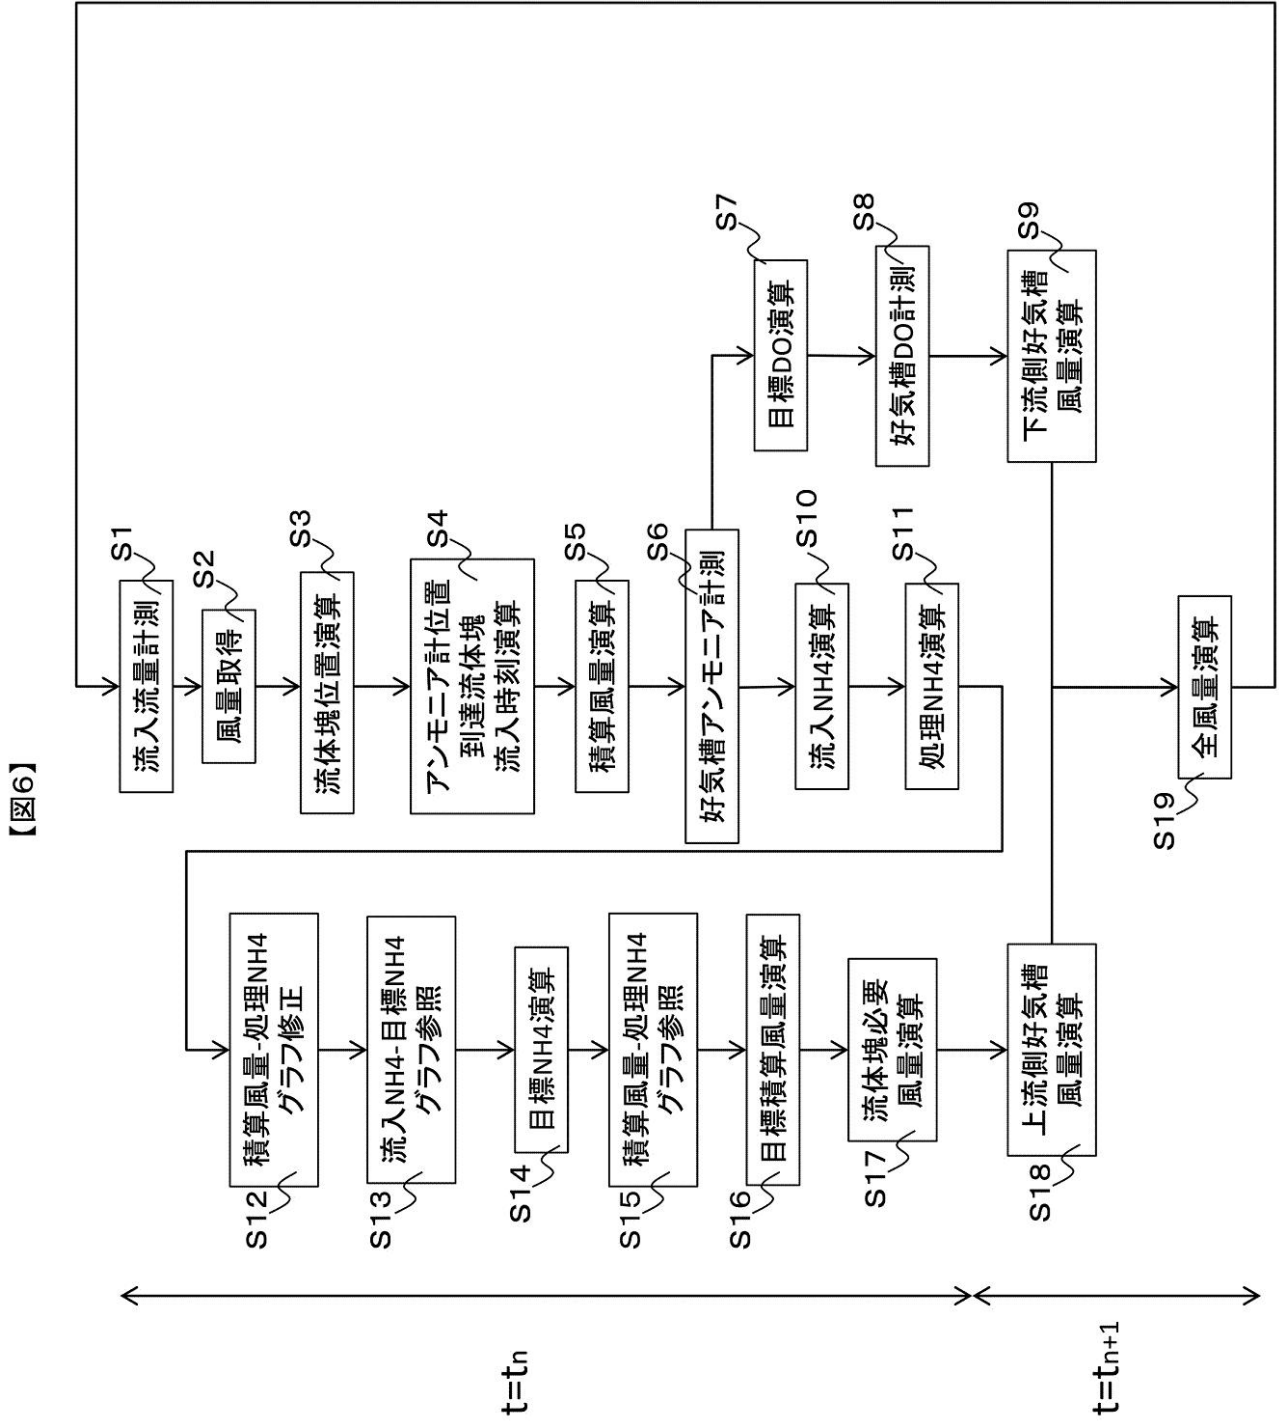 【図6】
S1
流入流量計測
S2
風量取得
S3
流体塊位置演算
S4
アンモニア計位置
到達流体塊
流入時刻演算
S5
積算風量演算
S6
好気槽アンモニア計測
S7
目標DO演算
S8
好気槽DO計測
S9
下流側好気槽
風量演算
S10
流入NH4演算
S11
処理NH4演算
S12
積算風量-処理NH4
グラフ修正
S13
流入NH4-目標NH4
グラフ参照
S14
目標NH4演算
S15
積算風量-処理NH4
グラフ参照
S16
目標積算風量演算
S17
流体塊必要
風量演算
S18
上流側好気槽
風量演算
S19
全風量演算
t=tn
t=tn+1